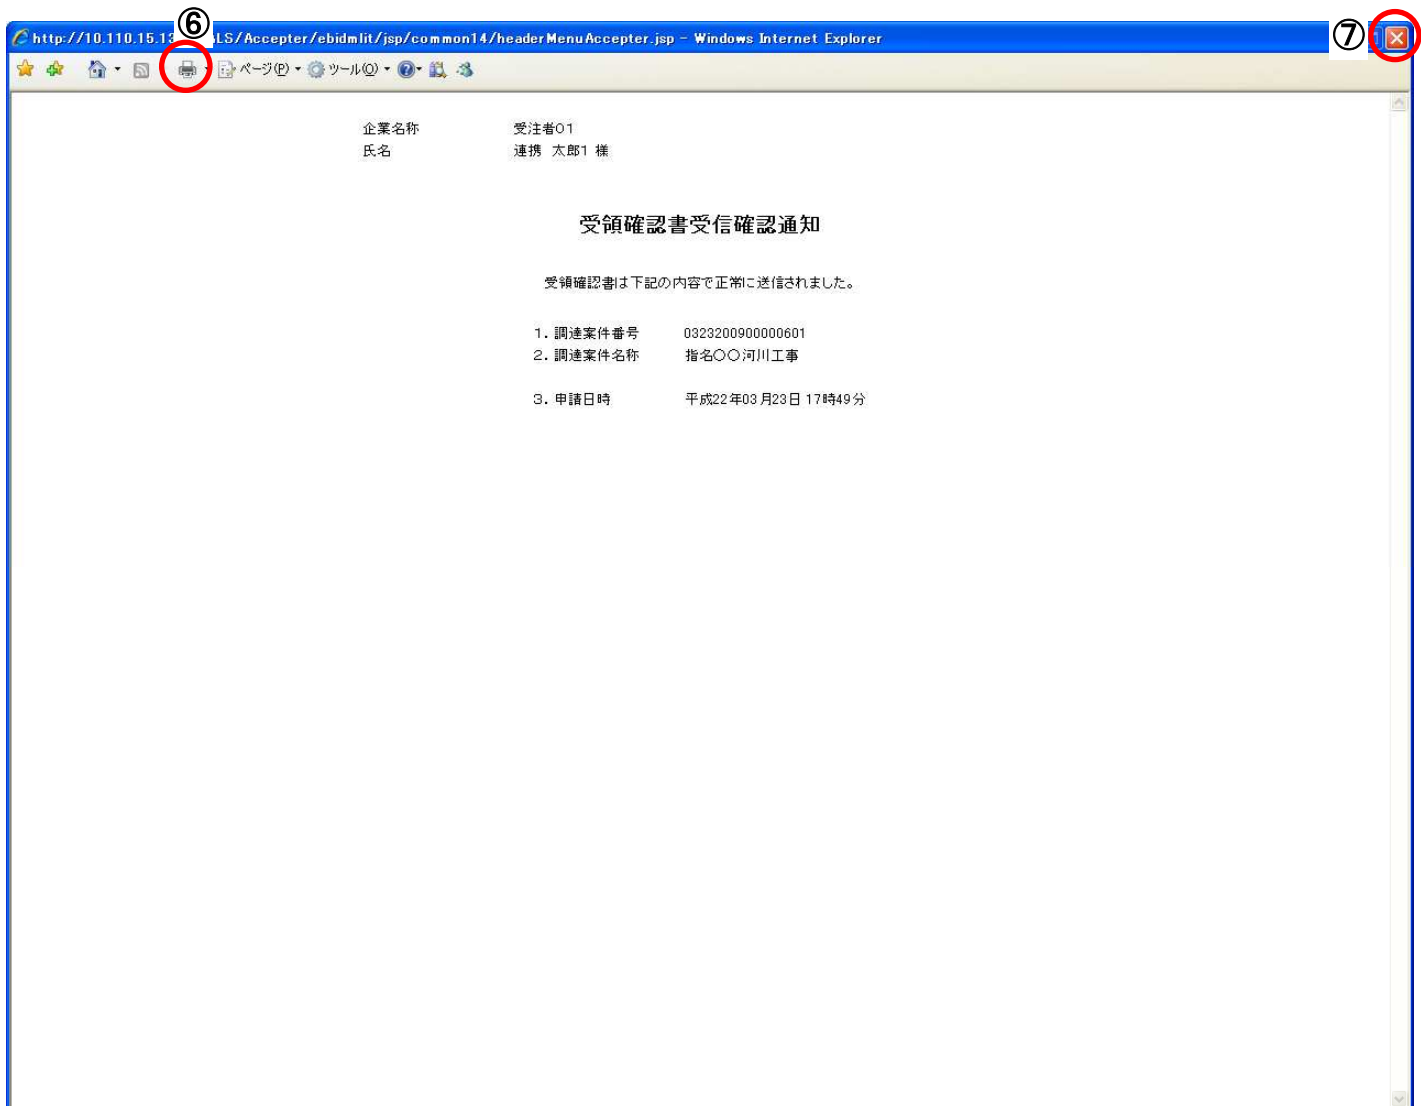 ⑥
⑦
http://10.110.15.13 LS/Accepter/ebidmlit/jsp/common14/headerMenuAccepter.jsp - Windows Internet Explorer
ページ(P) ツール(O)
企業名称 受注者01
氏名 連携 太郎1 様
受領確認書受信確認通知
受領確認書は下記の内容で正常に送信されました。
1. 調達案件番号 0323200900000601
2. 調達案件名称 指名〇〇河川工事
3. 申請日時 平成22年03月23日 17時49分